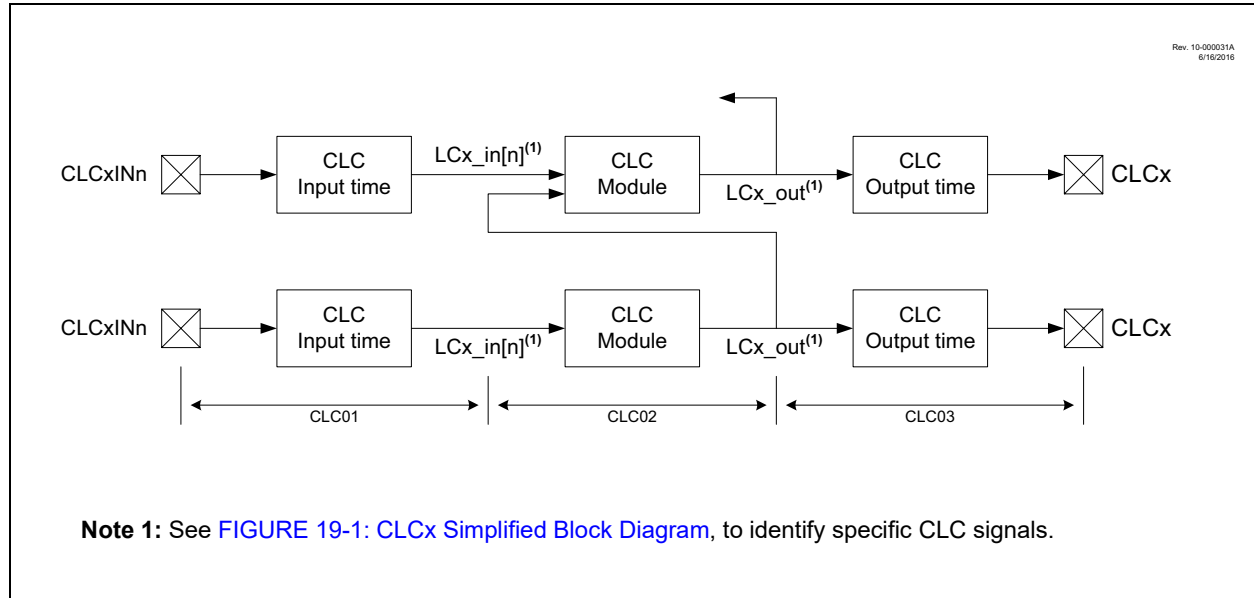 Rev. 10-000031A
6/16/2016
CLCxINn
CLC
Input time
LCx_in[n](1)
CLC
Module
LCx_out(1)
CLC
Output time
CLCx
CLCxINn
CLC
Input time
LCx_in[n](1)
CLC
Module
LCx_out(1)
CLC
Output time
CLCx
CLC01
CLC02
CLC03
Note 1: See FIGURE 19-1: CLCx Simplified Block Diagram, to identify specific CLC signals.